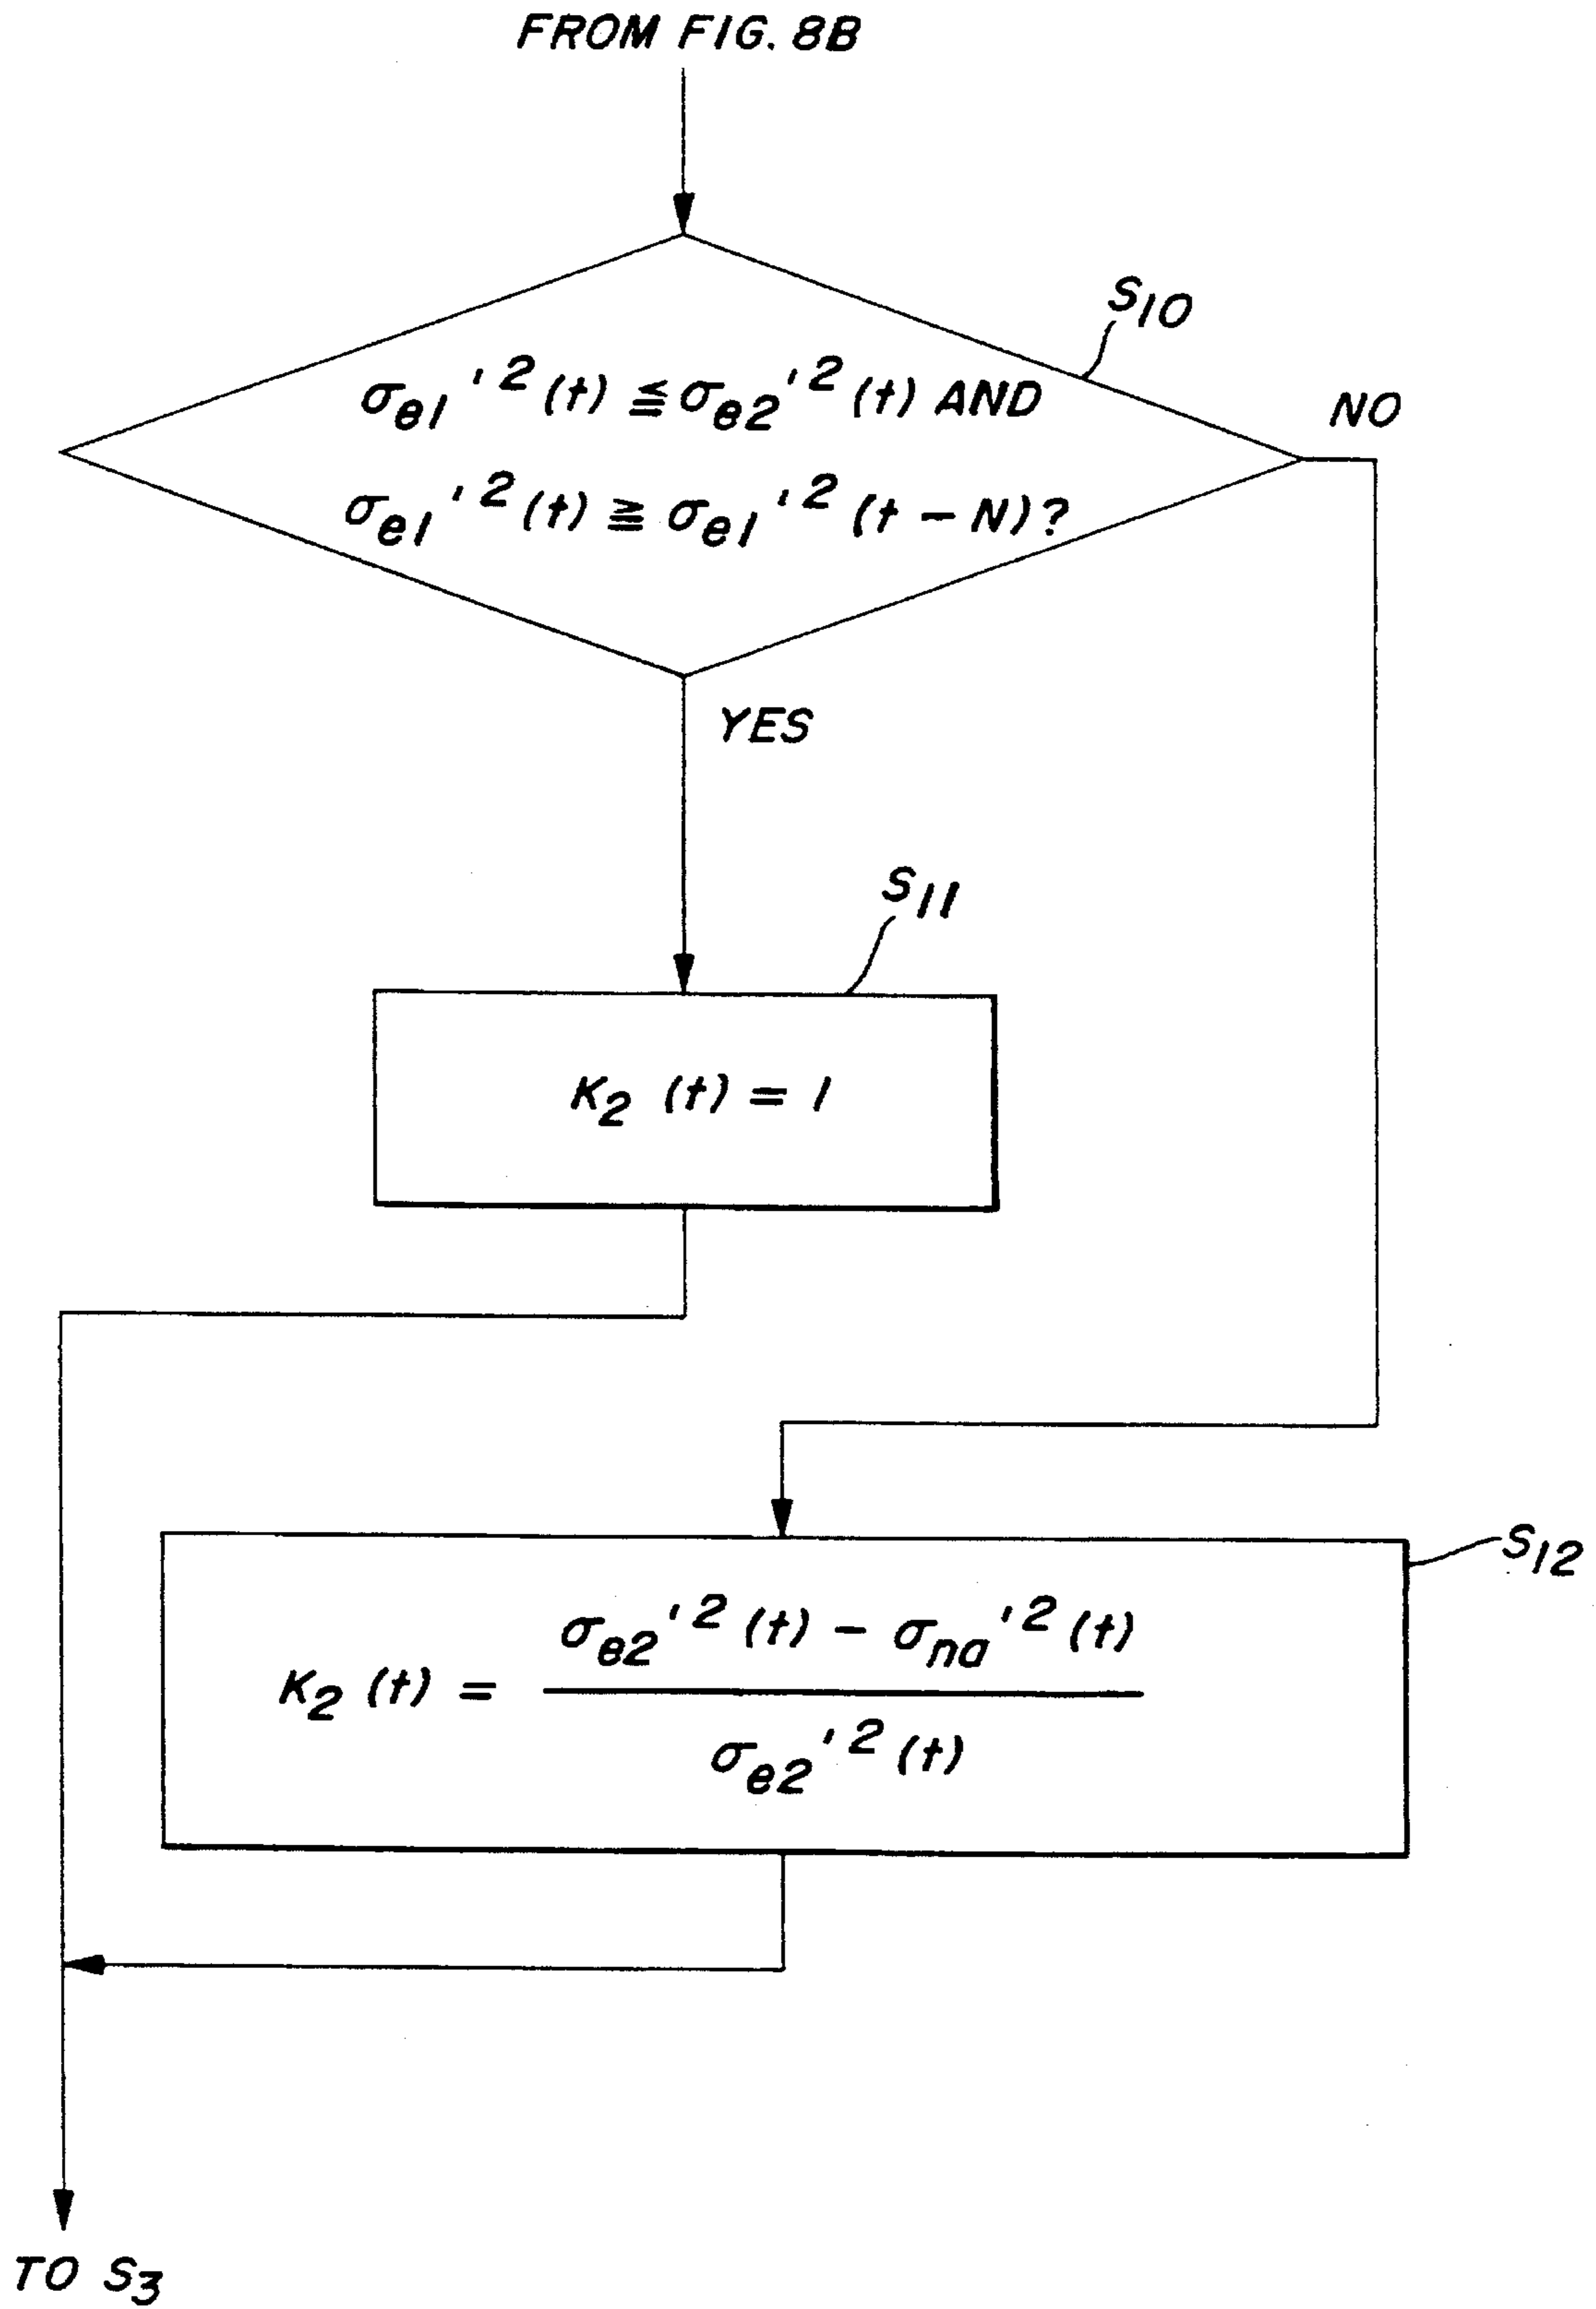 FROM FIG. 8B
S10
σe1'²(t) ≦ σe2'²(t) AND
NO
σe1'²(t) ≧ σe1'²(t - N)?
YES
S11
K2 (t) = 1
S12
K2 (t) = (σe2'²(t) - σna'²(t)) / σe2'²(t)
TO S3